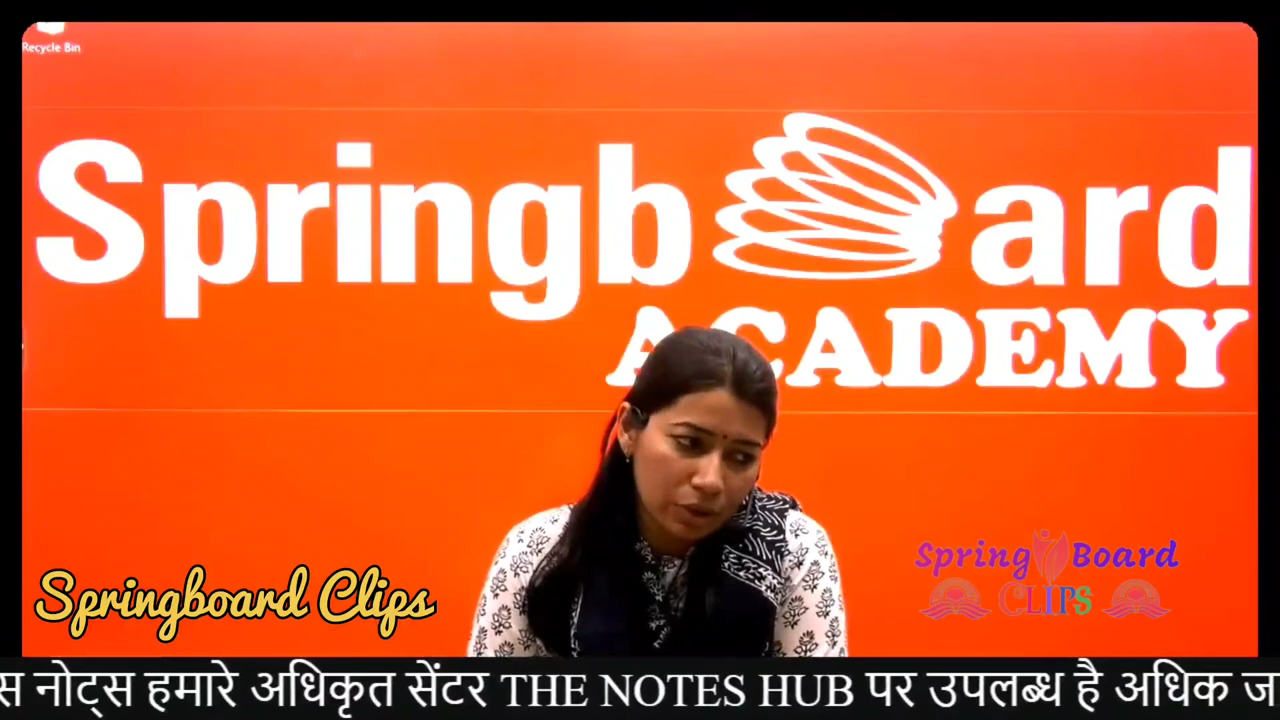 Recycle Bin
Springboard
ACADEMY
Spring Board
CLIPS
Springboard Clips
नोट्स हमारे अधिकृत सेंटर THE NOTES HUB पर उपलब्ध है अधिक